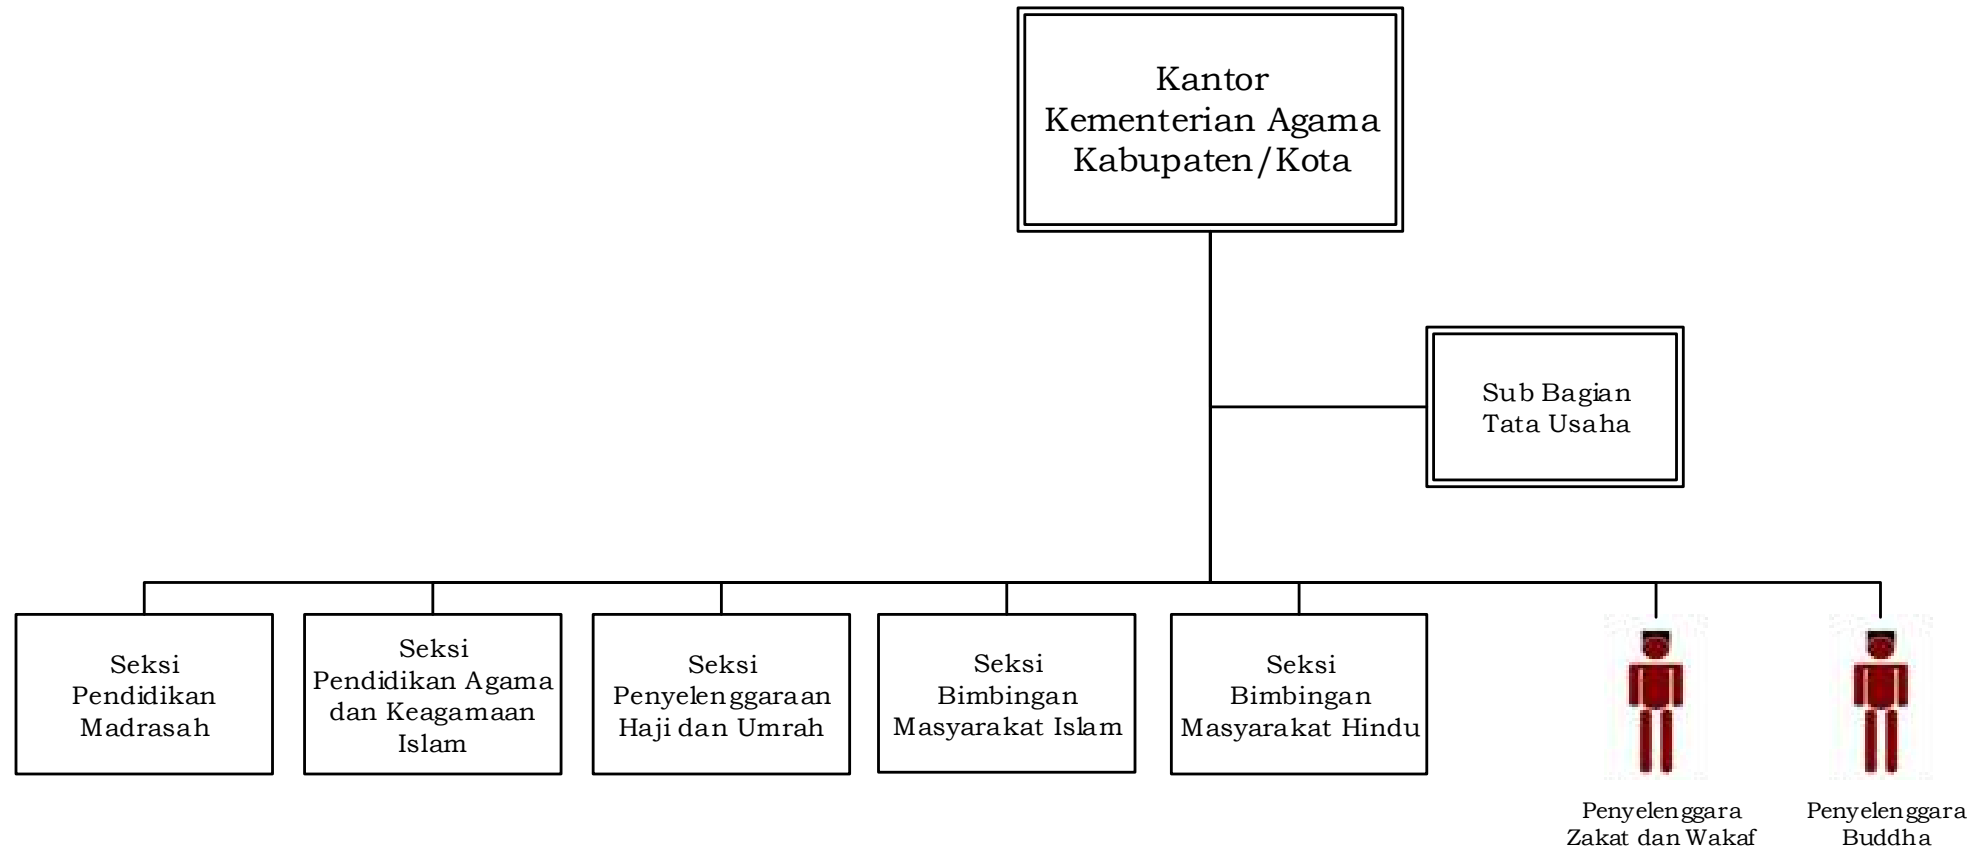 Kantor
Kementerian Agama
Kabupaten/Kota
Sub Bagian
Tata Usaha
Seksi
Pendidikan
Madrasah
Seksi
Pendidikan Agama
dan Keagamaan
Islam
Seksi
Penyelenggaraan
Haji dan Umrah
Seksi
Bimbingan
Masyarakat Islam
Seksi
Bimbingan
Masyarakat Hindu
Penyelenggara
Zakat dan Wakaf
Penyelenggara
Buddha